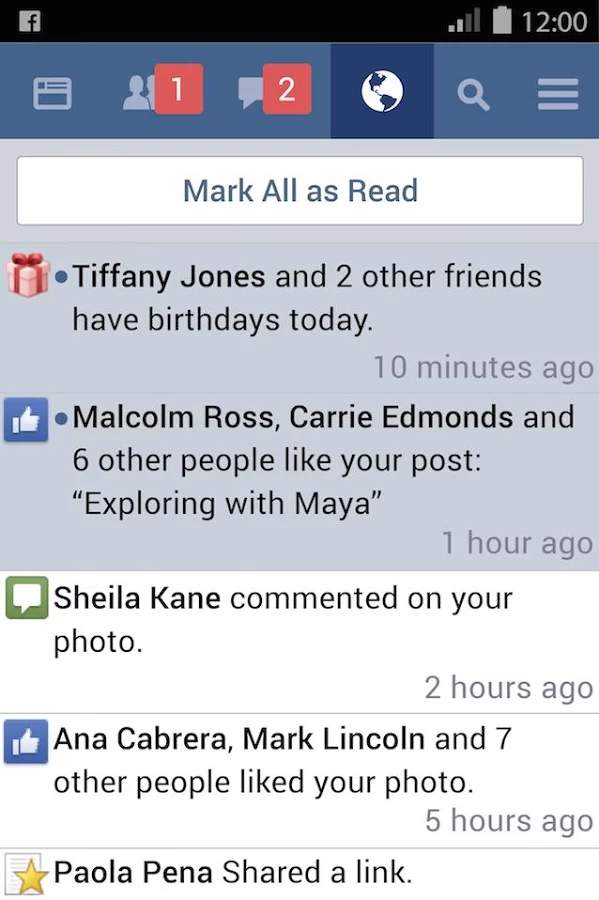 f 12:00
1 2
Mark All as Read
Tiffany Jones and 2 other friends
have birthdays today.
10 minutes ago
Malcolm Ross, Carrie Edmonds and
6 other people like your post:
“Exploring with Maya”
1 hour ago
Sheila Kane commented on your
photo.
2 hours ago
Ana Cabrera, Mark Lincoln and 7
other people liked your photo.
5 hours ago
Paola Pena Shared a link.